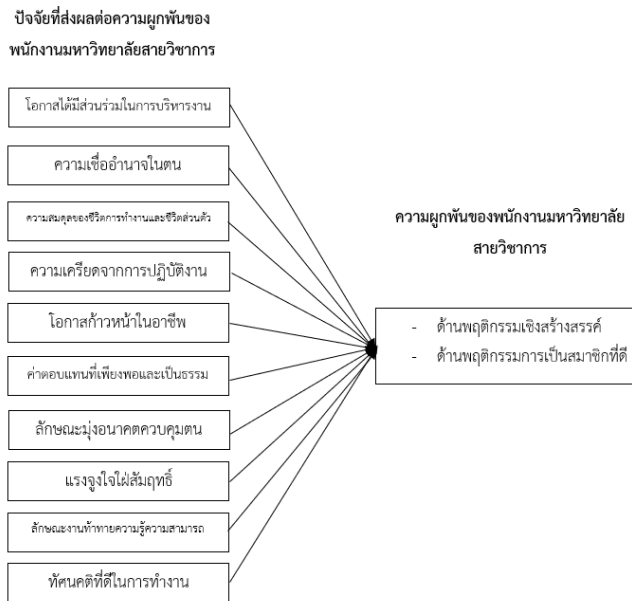 ปัจจัยที่ส่งผลต่อความผูกพันของ
พนักงานมหาวิทยาลัยสายวิชาการ
โอกาสได้มีส่วนร่วมในการบริหารงาน
ความเชื่ออำนาจในตน
ความสมดุลของชีวิตการทำงานและชีวิตส่วนตัว
ความเครียดจากการปฏิบัติงาน
โอกาสก้าวหน้าในอาชีพ
ค่าตอบแทนที่เพียงพอและเป็นธรรม
ลักษณะมุ่งอนาคตควบคุมตน
แรงจูงใจใฝ่สัมฤทธิ์
ลักษณะงานท้าทายความรู้ความสามารถ
ทัศนคติที่ดีในการทำงาน
ความผูกพันของพนักงานมหาวิทยาลัย
สายวิชาการ
- ด้านพฤติกรรมเชิงสร้างสรรค์
- ด้านพฤติกรรมการเป็นสมาชิกที่ดี